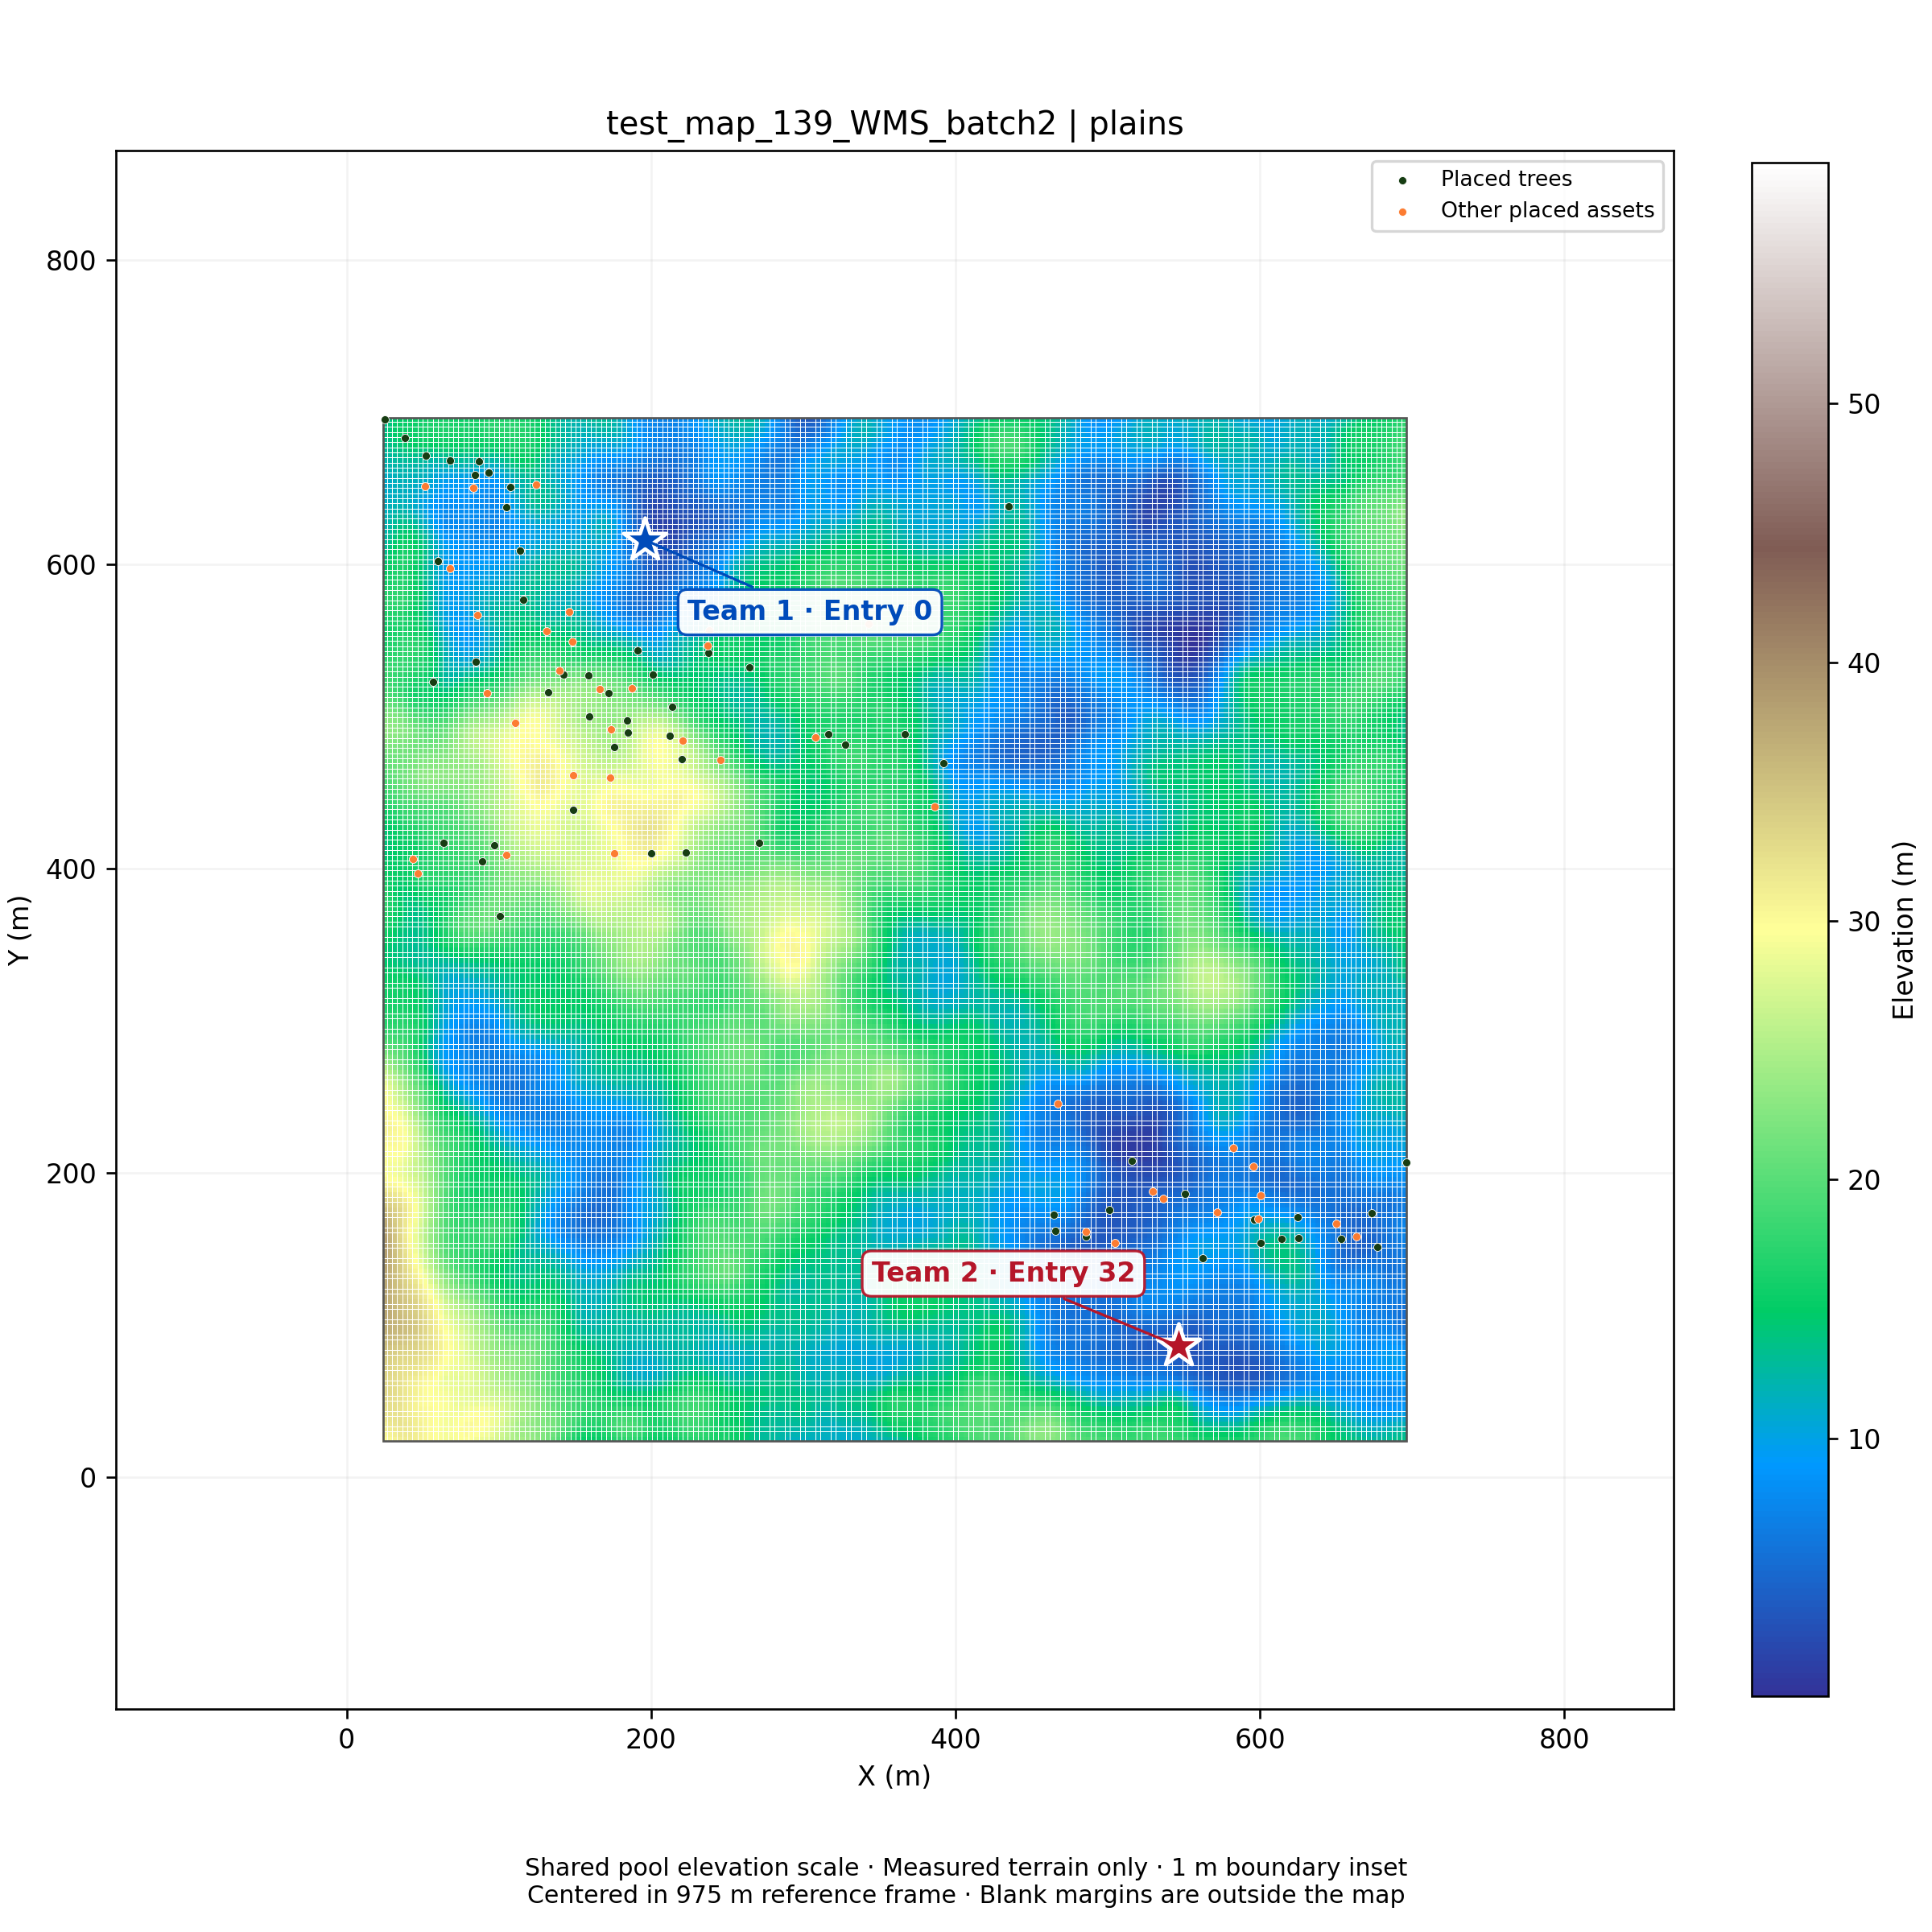 test_map_139_WMS_batch2 | plains
Placed trees
Other placed assets
800
600
400
200
0
Y (m)
Team 1 · Entry 0
Team 2 · Entry 32
0
200
400
600
800
X (m)
50
40
30
20
10
Elevation (m)
Shared pool elevation scale · Measured terrain only · 1 m boundary inset
Centered in 975 m reference frame · Blank margins are outside the map